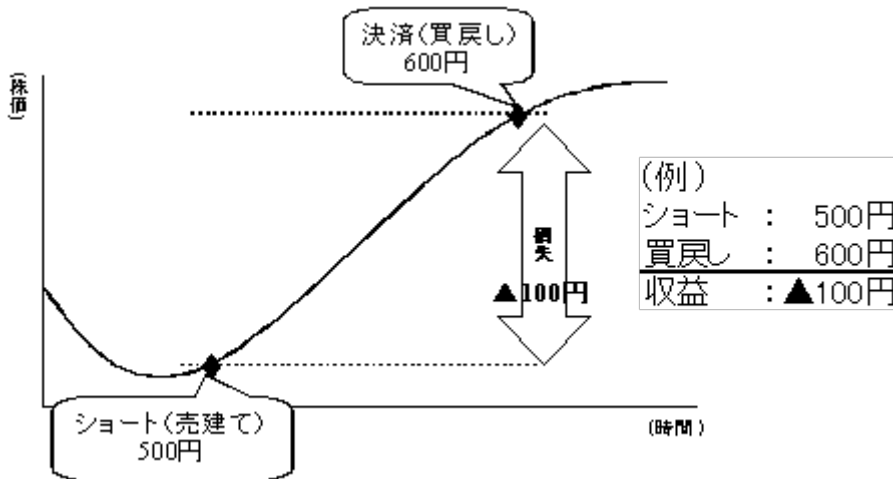 決済(買戻し)
600円
(株価)
損失
▲100円
ショート(売建て)
500円
(時間)
(例)
ショート : 500円
買戻し : 600円
収益 : ▲100円